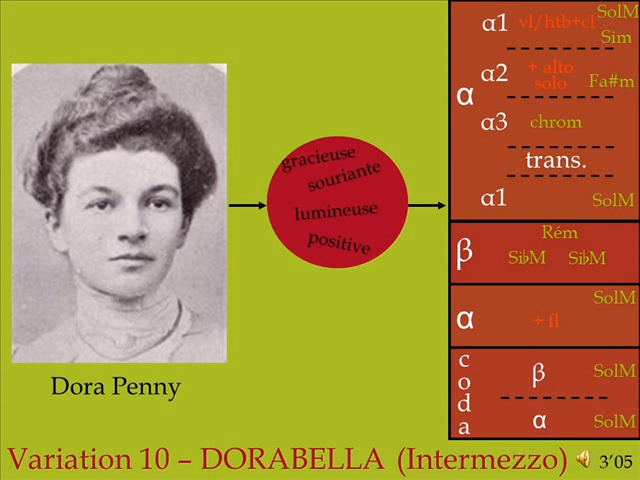 gracieuse
souriante
lumineuse
positive
Dora Penny
α
α1 vl/htb+cl SolM
Sim
α2 + alto
solo Fa#m
α3 chrom
trans.
α1 SolM
β Rém
Si♭M Si♭M
α SolM
+ fl
coda
β SolM
α SolM
Variation 10 – DORABELLA (Intermezzo) 3’05